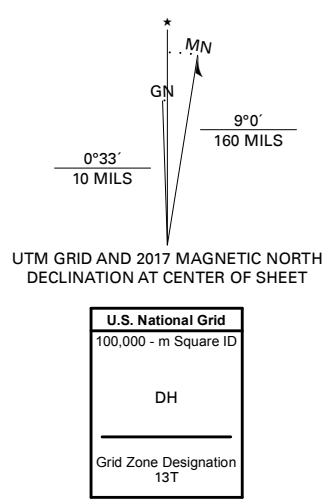 ★
MN
GN
9°0´
160 MILS
0°33´
10 MILS
UTM GRID AND 2017 MAGNETIC NORTH
DECLINATION AT CENTER OF SHEET
U.S. National Grid
100,000 - m Square ID
DH
Grid Zone Designation
13T